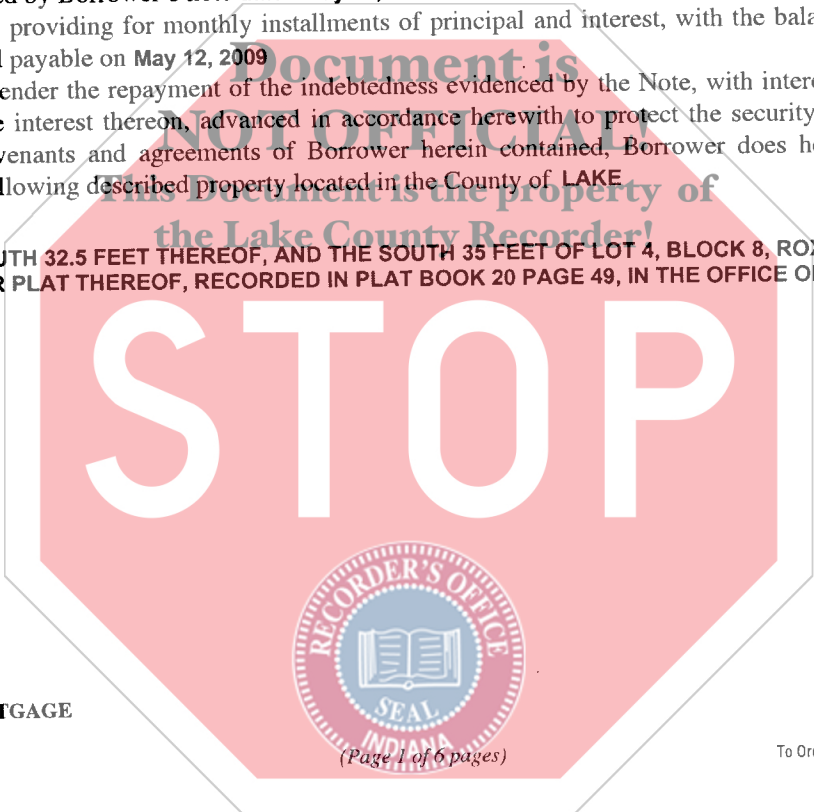 providing for monthly installments of principal and interest, with the bala
payable on May 12, 2009
Document is
ender the repayment of the indebtedness evidenced by the Note, with intere
e interest thereon, advanced in accordance herewith to protect the security
NOT OFFICIAL!
venants and agreements of Borrower herein contained, Borrower does he
llowing described property located in the County of LAKE
This Document is the property of
the Lake County Recorder!
UTH 32.5 FEET THEREOF, AND THE SOUTH 35 FEET OF LOT 4, BLOCK 8, ROX
R PLAT THEREOF, RECORDED IN PLAT BOOK 20 PAGE 49, IN THE OFFICE O
STOP
RECORDER'S OFFICE
SEAL
INDIANA
TGAGE
(Page 1 of 6 pages)
To Or